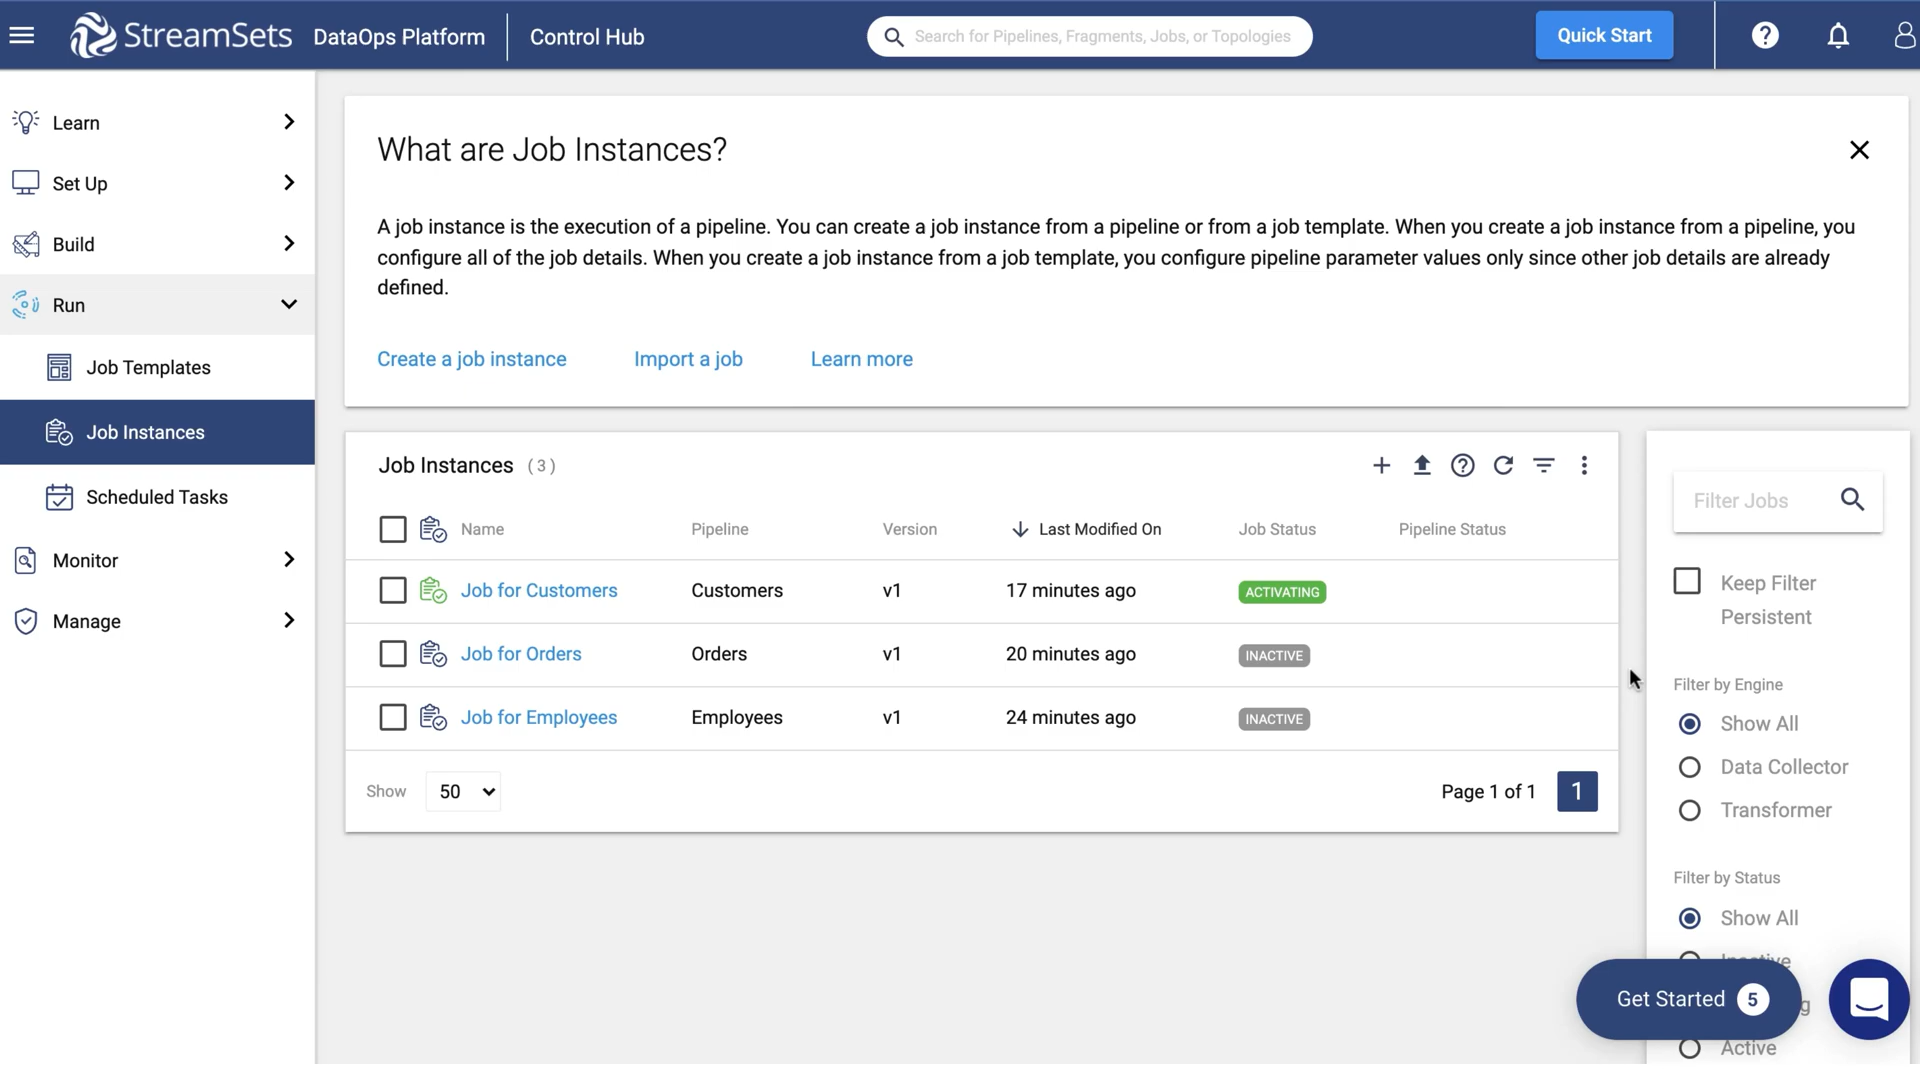 StreamSets DataOps Platform Control Hub Search for Pipelines, Fragments, Jobs, or Topologies Quick Start
Learn
Set Up
Build
Run
Job Templates
Job Instances
Scheduled Tasks
Monitor
Manage
What are Job Instances?
A job instance is the execution of a pipeline. You can create a job instance from a pipeline or from a job template. When you create a job instance from a pipeline, you
configure all of the job details. When you create a job instance from a job template, you configure pipeline parameter values only since other job details are already
defined.
Create a job instance Import a job Learn more
Job Instances (3)
Name Pipeline Version Last Modified On Job Status Pipeline Status
Job for Customers Customers v1 17 minutes ago ACTIVATING
Job for Orders Orders v1 20 minutes ago INACTIVE
Job for Employees Employees v1 24 minutes ago INACTIVE
Show 50 Page 1 of 1 1
Filter Jobs
Keep Filter
Persistent
Filter by Engine
Show All
Data Collector
Transformer
Filter by Status
Show All
Inactive
Get Started 5
Active